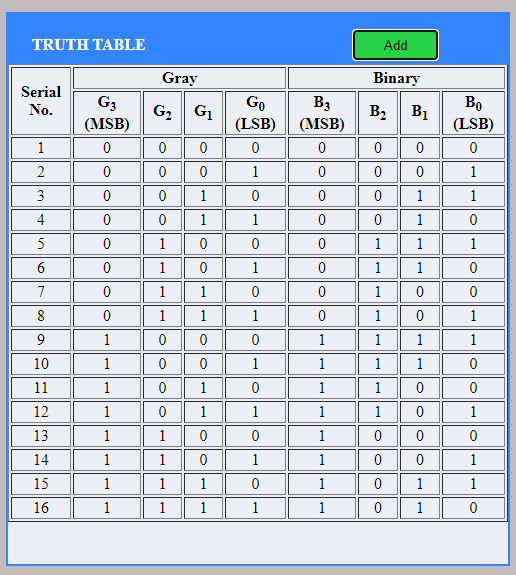 TRUTH TABLE Add
Serial No. Gray Binary
G3 (MSB) G2 G1 G0 (LSB) B3 (MSB) B2 B1 B0 (LSB)
1 0 0 0 0 0 0 0 0
2 0 0 0 1 0 0 0 1
3 0 0 1 0 0 0 1 1
4 0 0 1 1 0 0 1 0
5 0 1 0 0 0 1 1 1
6 0 1 0 1 0 1 1 0
7 0 1 1 0 0 1 0 0
8 0 1 1 1 0 1 0 1
9 1 0 0 0 1 1 1 1
10 1 0 0 1 1 1 1 0
11 1 0 1 0 1 1 0 0
12 1 0 1 1 1 1 0 1
13 1 1 0 0 1 0 0 0
14 1 1 0 1 1 0 0 1
15 1 1 1 0 1 0 1 1
16 1 1 1 1 1 0 1 0